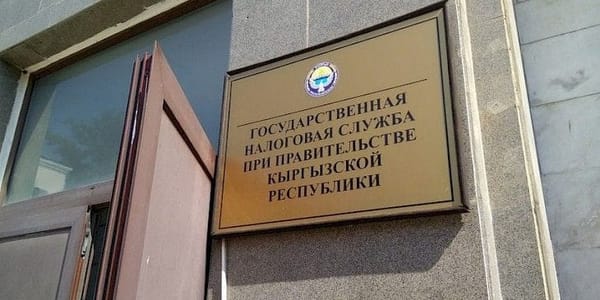 ГОСУДАРСТВЕННАЯ
НАЛОГОВАЯ СЛУЖБА
ПРИ ПРАВИТЕЛЬСТВЕ
КЫРГЫЗСКОЙ
РЕСПУБЛИКИ